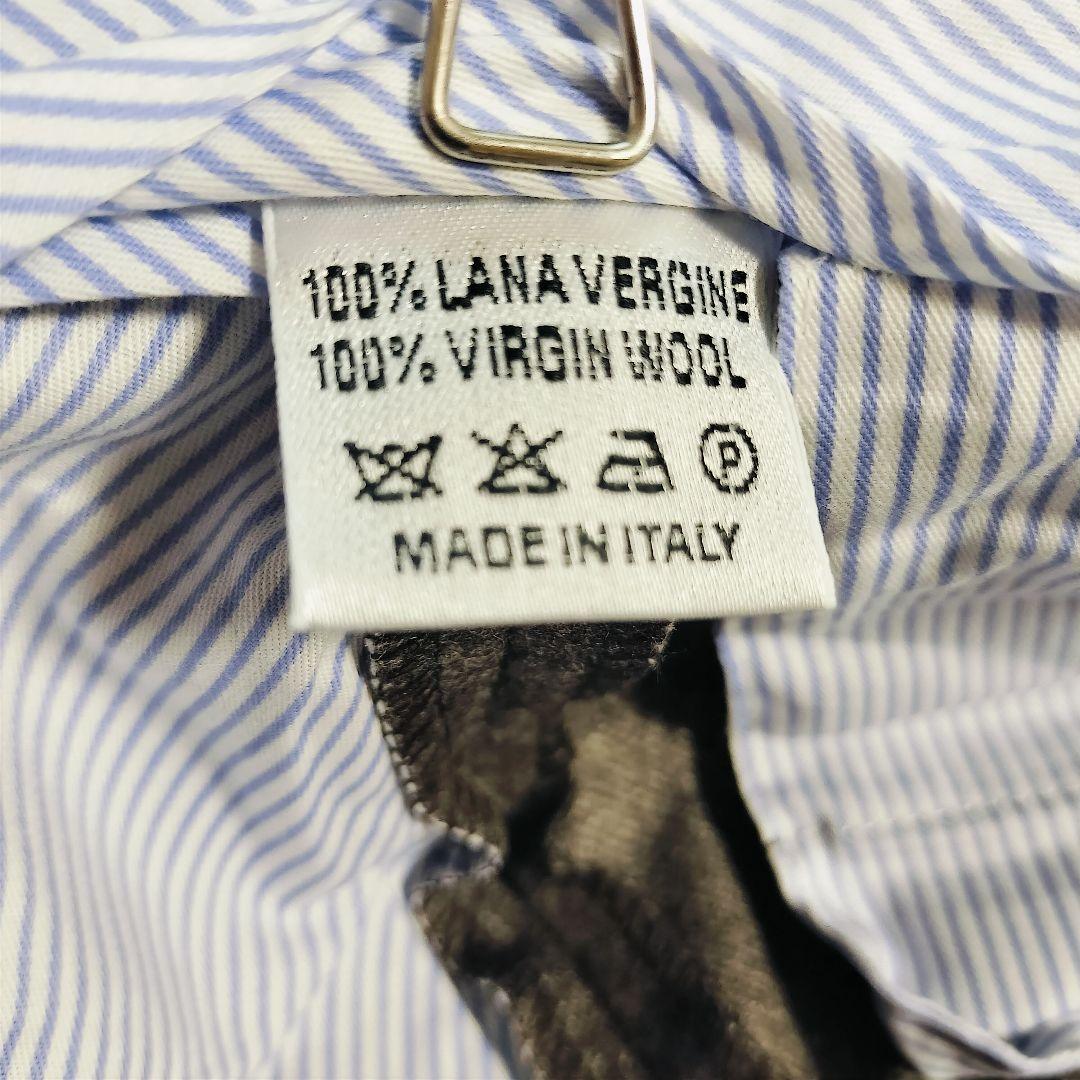 100% LANA VERGINE
100% VIRGIN WOOL
P
MADE IN ITALY